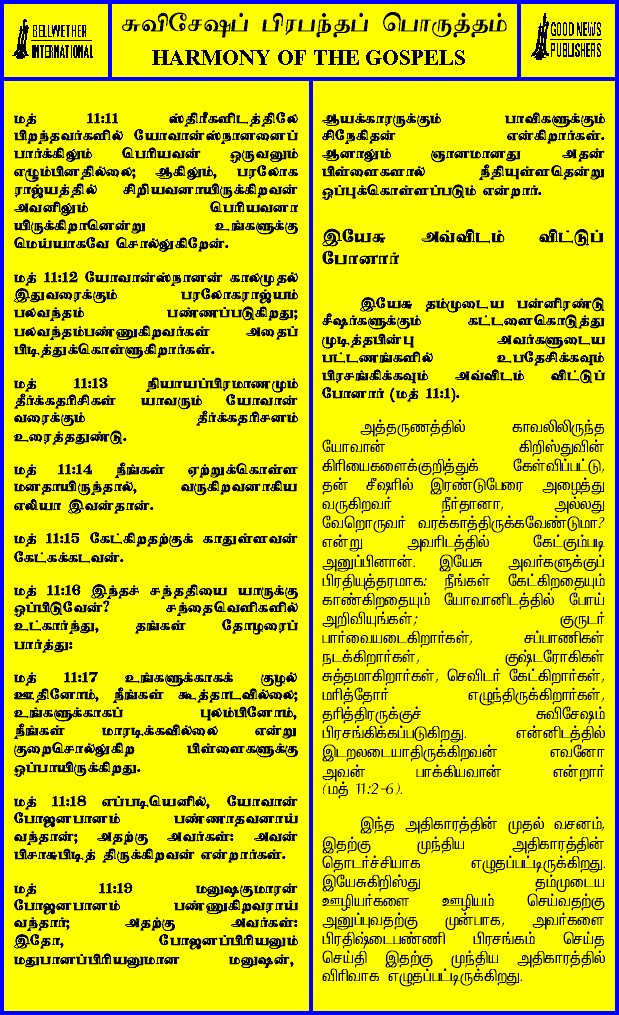 BELLWETHER
INTERNATIONAL
சுவிசேஷப் பிரபந்தப் பொருத்தம்
HARMONY OF THE GOSPELS
GOOD NEWS
PUBLISHERS
மத் 11:11 ஸ்திரீகளிடத்திலே
பிறந்தவர்களில் யோவான்ஸ்நானனைப்
பார்க்கிலும் பெரியவன் ஒருவனும்
எழும்பினதில்லை; ஆகிலும், பரலோக
ராஜ்யத்தில் சிறியவனாயிருக்கிறவன்
அவனிலும் பெரியவனா
யிருக்கிறானென்று உங்களுக்கு
மெய்யாகவே சொல்லுகிறேன்.
மத் 11:12 யோவான்ஸ்நானன் காலமுதல்
இதுவரைக்கும் பரலோகராஜ்யம்
பலவந்தம் பண்ணப்படுகிறது;
பலவந்தம்பண்ணுகிறவர்கள் அதைப்
பிடித்துக்கொள்ளுகிறார்கள்.
மத் 11:13 நியாயப்பிரமாணமும்
தீர்க்கதரிசிகள் யாவரும் யோவான்
வரைக்கும் தீர்க்கதரிசனம்
உரைத்ததுண்டு.
மத் 11:14 நீங்கள் ஏற்றுக்கொள்ள
மனதாயிருந்தால், வருகிறவனாகிய
எலியா இவன்தான்.
மத் 11:15 கேட்கிறதற்குக் காதுள்ளவன்
கேட்கக்கடவன்.
மத் 11:16 இந்தச் சந்ததியை யாருக்கு
ஒப்பிடுவேன்? சந்தைவெளிகளில்
உட்கார்ந்து, தங்கள் தோழரைப்
பார்த்து:
மத் 11:17 உங்களுக்காகக் குழல்
ஊதினோம், நீங்கள் கூத்தாடவில்லை;
உங்களுக்காகப் புலம்பினோம்,
நீங்கள் மாரடிக்கவில்லை என்று
குறைசொல்லுகிற பிள்ளைகளுக்கு
ஒப்பாயிருக்கிறது.
மத் 11:18 எப்படியெனில், யோவான்
போஜனபானம் பண்ணாதவனாய்
வந்தான்; அதற்கு அவர்கள்: அவன்
பிசாசுபிடித் திருக்கிறவன் என்றார்கள்.
மத் 11:19 மனுஷகுமாரன்
போஜனபானம் பண்ணுகிறவராய்
வந்தார்; அதற்கு அவர்கள்:
இதோ, போஜனப்பிரியனும்
மதுபானப்பிரியனுமான மனுஷன்,
ஆயக்காரருக்கும் பாவிகளுக்கும்
சிநேகிதன் என்கிறார்கள்.
ஆனாலும் ஞானமானது அதன்
பிள்ளைகளால் நீதியுள்ளதென்று
ஒப்புக்கொள்ளப்படும் என்றார்.
இயேசு அவ்விடம் விட்டுப்
போனார்
இயேசு தம்முடைய பன்னிரண்டு
சீஷர்களுக்கும் கட்டளைகொடுத்து
முடித்தபின்பு அவர்களுடைய
பட்டணங்களில் உபதேசிக்கவும்
பிரசங்கிக்கவும் அவ்விடம் விட்டுப்
போனார் (மத் 11:1).
அத்தருணத்தில் காவலிலிருந்த
யோவான் கிறிஸ்துவின்
கிரியைகளைக்குறித்துக் கேள்விப்பட்டு,
தன் சீஷரில் இரண்டுபேரை அழைத்து
வருகிறவர் நீர்தானா, அல்லது
வேறொருவர் வரக்காத்திருக்கவேண்டுமா?
என்று அவரிடத்தில் கேட்கும்படி
அனுப்பினான். இயேசு அவர்களுக்குப்
பிரதியுத்தரமாக: நீங்கள் கேட்கிறதையும்
காண்கிறதையும் யோவானிடத்தில் போய்
அறிவியுங்கள்; குருடர்
பார்வையடைகிறார்கள், சப்பாணிகள்
நடக்கிறார்கள், குஷ்டரோகிகள்
சுத்தமாகிறார்கள், செவிடர் கேட்கிறார்கள்,
மரித்தோர் எழுந்திருக்கிறார்கள்,
தரித்திரருக்குச் சுவிசேஷம்
பிரசங்கிக்கப்படுகிறது. என்னிடத்தில்
இடறலடையாதிருக்கிறவன் எவனோ
அவன் பாக்கியவான் என்றார்
(மத் 11:2-6).
இந்த அதிகாரத்தின் முதல் வசனம்,
இதற்கு முந்திய அதிகாரத்தின்
தொடர்ச்சியாக எழுதப்பட்டிருக்கிறது.
இயேசுகிறிஸ்து தம்முடைய
ஊழியர்களை ஊழியம் செய்வதற்கு
அனுப்புவதற்கு முன்பாக, அவர்களை
பிரதிஷ்டைபண்ணி பிரசங்கம் செய்த
செய்தி இதற்கு முந்திய அதிகாரத்தில்
விரிவாக எழுதப்பட்டிருக்கிறது.